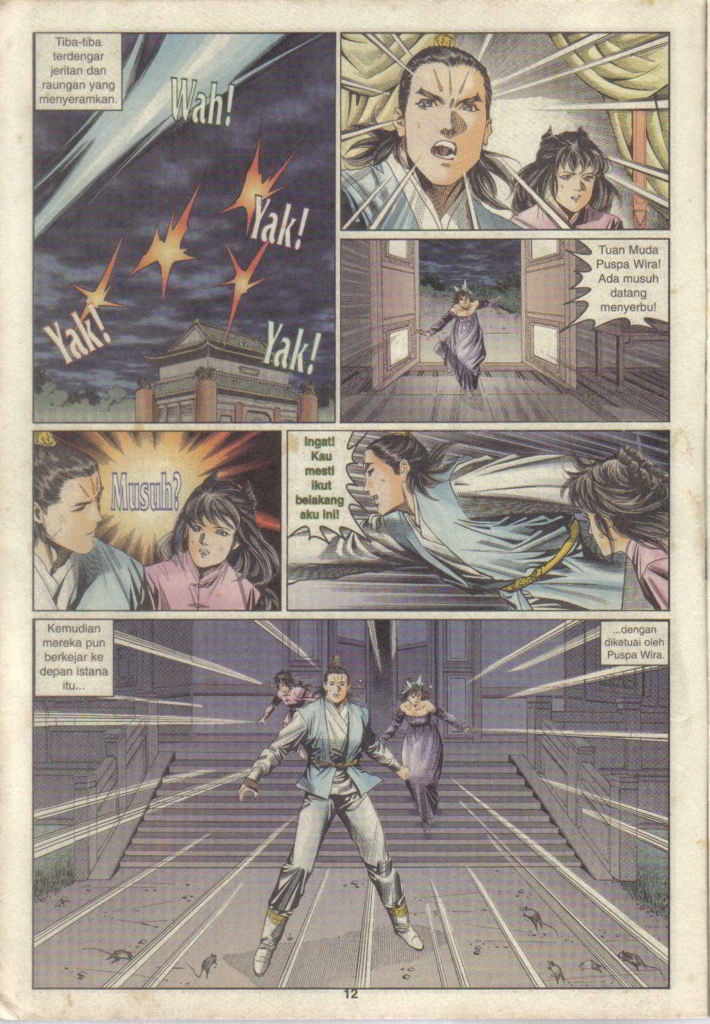 Tiba-tiba
terdengar
jeritan dan
raungan yang
menyeramkan.
Wah!
Yak!
Yak!
Yak!
Tuan Muda
Puspa Wira!
Ada musuh
datang
menyerbu!
Musuh?
Ingat!
Kau
mesti
ikut
belakang
aku ini!
Kemudian
mereka pun
berkejar ke
depan istana
itu...
...dengan
diketuai oleh
Puspa Wira.
12